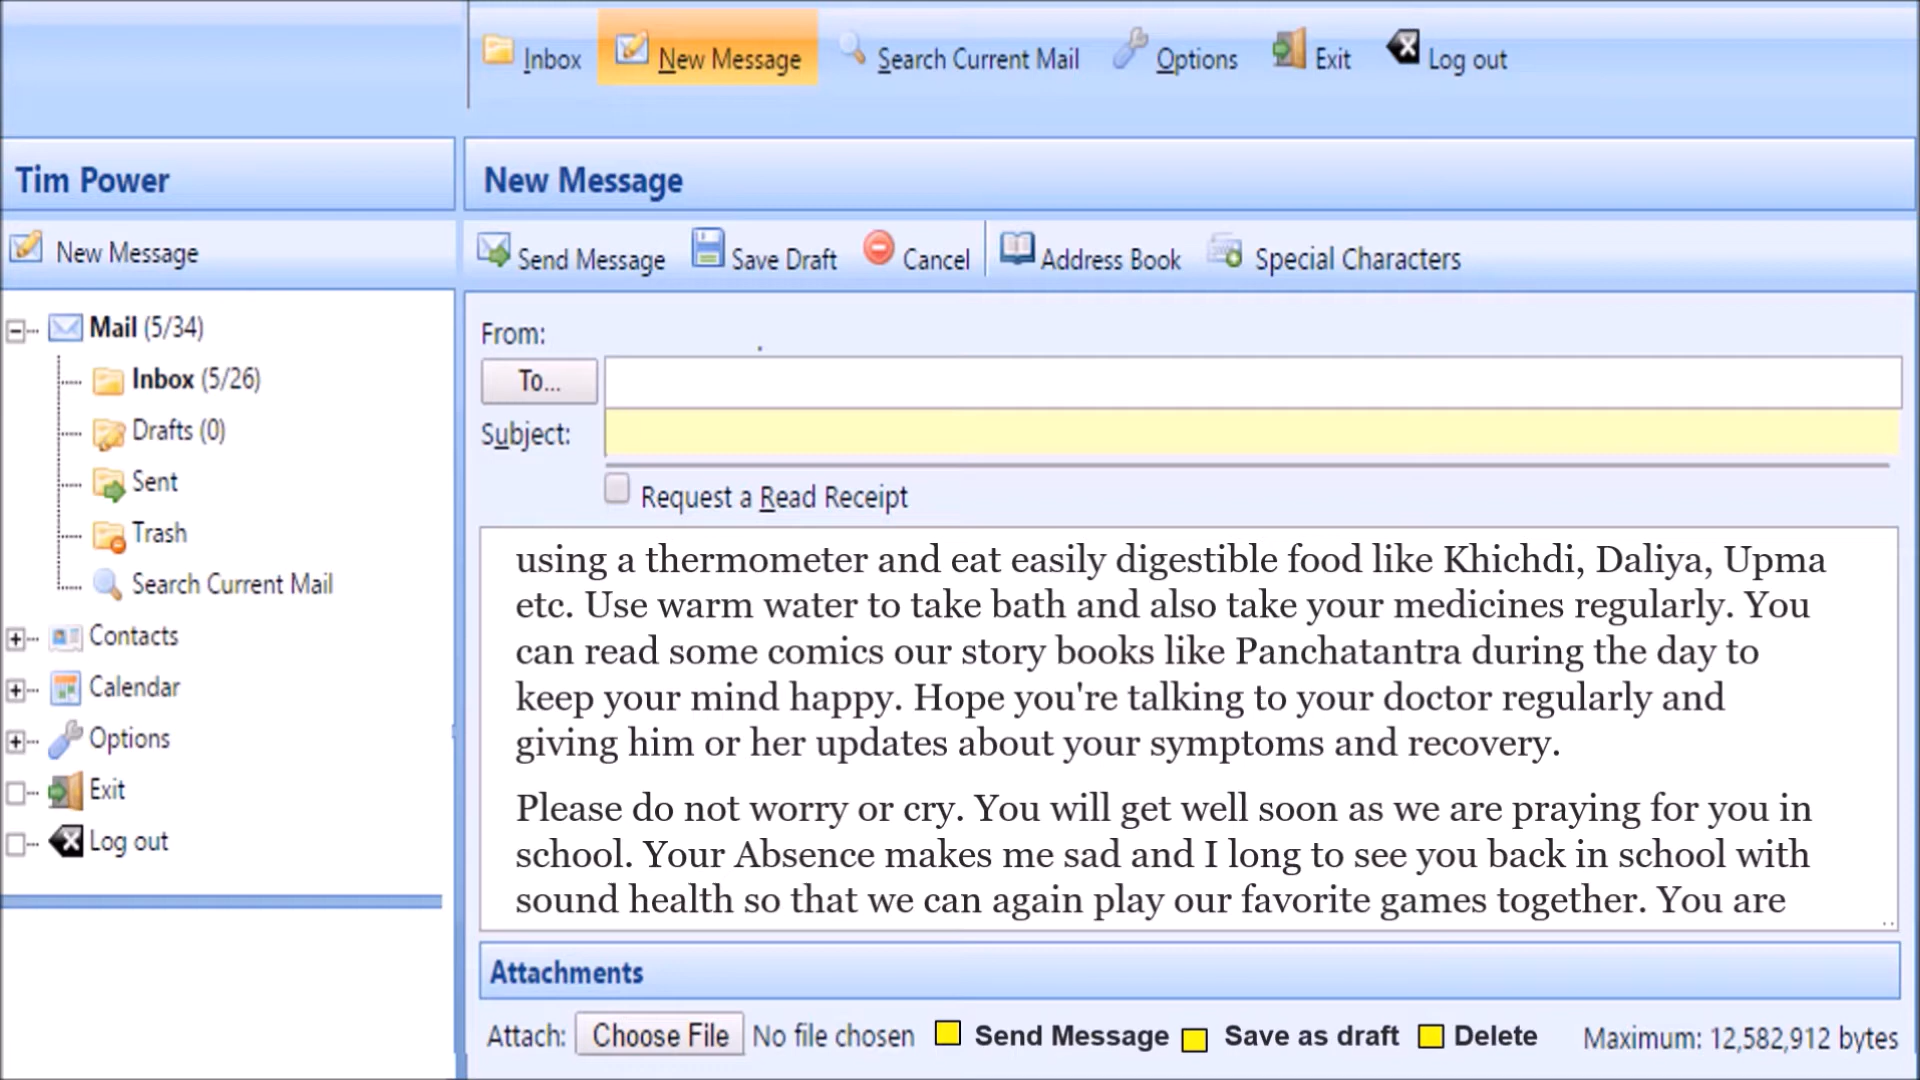 Inbox New Message Search Current Mail Options Exit Log out
Tim Power
New Message
New Message
Send Message Save Draft Cancel Address Book Special Characters
Mail (5/34)
Inbox (5/26)
Drafts (0)
Sent
Trash
Search Current Mail
Contacts
Calendar
Options
Exit
Log out
From:
To...
Subject:
Request a Read Receipt
using a thermometer and eat easily digestible food like Khichdi, Daliya, Upma
etc. Use warm water to take bath and also take your medicines regularly. You
can read some comics our story books like Panchatantra during the day to
keep your mind happy. Hope you're talking to your doctor regularly and
giving him or her updates about your symptoms and recovery.
Please do not worry or cry. You will get well soon as we are praying for you in
school. Your Absence makes me sad and I long to see you back in school with
sound health so that we can again play our favorite games together. You are
Attachments
Attach: Choose File No file chosen Send Message Save as draft Delete Maximum: 12,582,912 bytes